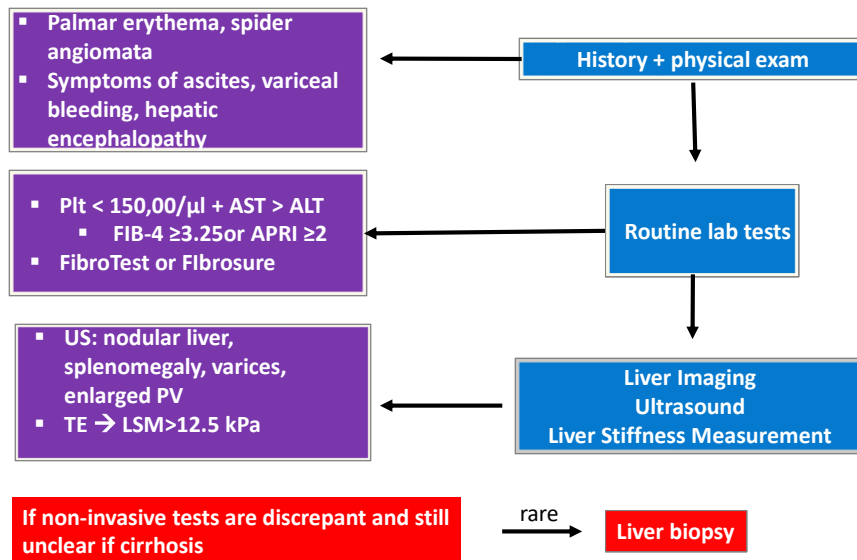 ▪ Palmar erythema, spider
angiomata
▪ Symptoms of ascites, variceal
bleeding, hepatic
encephalopathy
History + physical exam
▪ Plt < 150,00/µl + AST > ALT
▪ FIB-4 ≥3.25or APRI ≥2
▪ FibroTest or FIbrosure
Routine lab tests
▪ US: nodular liver,
splenomegaly, varices,
enlarged PV
▪ TE → LSM>12.5 kPa
Liver Imaging
Ultrasound
Liver Stiffness Measurement
If non-invasive tests are discrepant and still
unclear if cirrhosis
rare
Liver biopsy